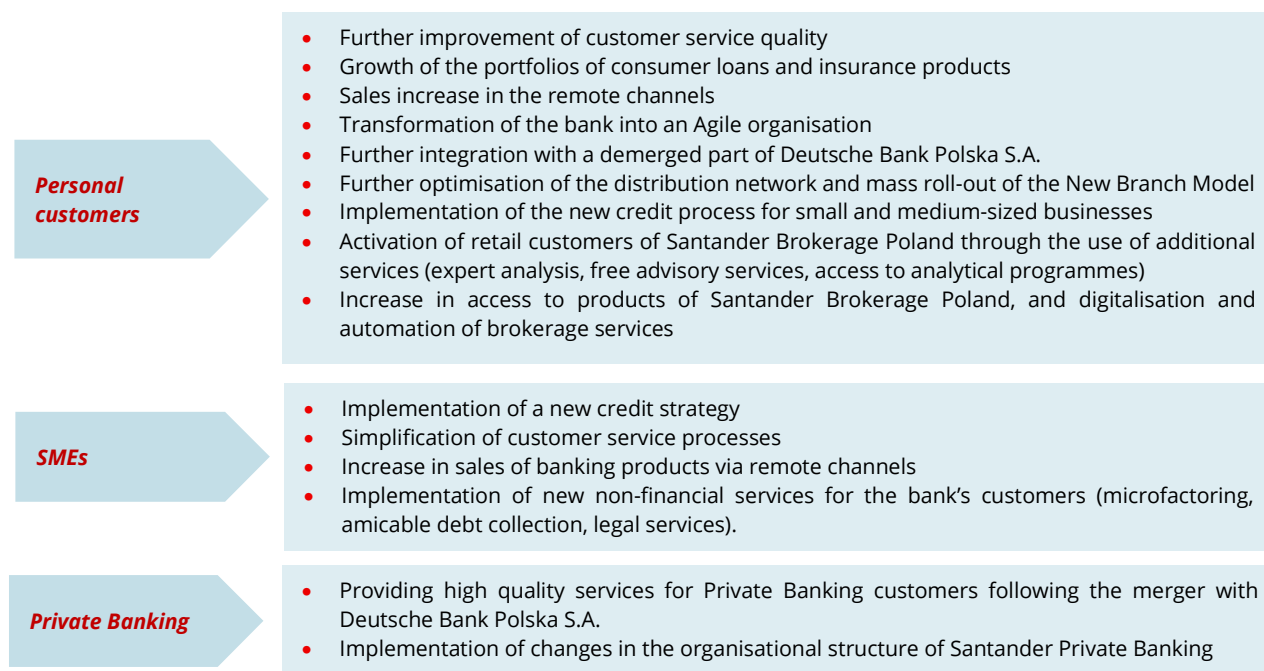 Personal
customers
• Further improvement of customer service quality
• Growth of the portfolios of consumer loans and insurance products
• Sales increase in the remote channels
• Transformation of the bank into an Agile organisation
• Further integration with a demerged part of Deutsche Bank Polska S.A.
• Further optimisation of the distribution network and mass roll-out of the New Branch Model
• Implementation of the new credit process for small and medium-sized businesses
• Activation of retail customers of Santander Brokerage Poland through the use of additional
services (expert analysis, free advisory services, access to analytical programmes)
• Increase in access to products of Santander Brokerage Poland, and digitalisation and
automation of brokerage services
SMEs
• Implementation of a new credit strategy
• Simplification of customer service processes
• Increase in sales of banking products via remote channels
• Implementation of new non-financial services for the bank’s customers (microfactoring,
amicable debt collection, legal services).
Private Banking
• Providing high quality services for Private Banking customers following the merger with
Deutsche Bank Polska S.A.
• Implementation of changes in the organisational structure of Santander Private Banking